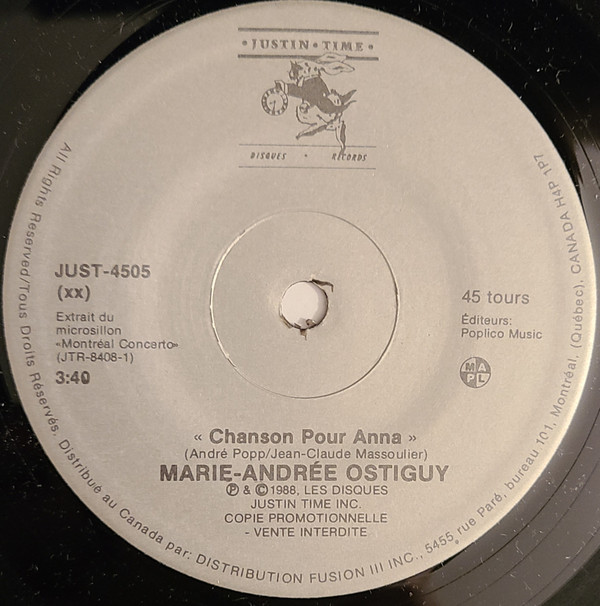 • JUSTIN • TIME •
DISQUES • RECORDS
JUST-4505
(xx)
Extrait du
microsillon
«Montréal Concerto»
(JTR-8408-1)
3:40
45 tours
Éditeurs:
Poplico Music
MAPL
« Chanson Pour Anna »
(André Popp/Jean-Claude Massoulier)
MARIE-ANDRÉE OSTIGUY
Ⓟ & ©1988, LES DISQUES
JUSTIN TIME INC.
COPIE PROMOTIONNELLE
- VENTE INTERDITE
All Rights Reserved/Tous Droits Réservés. Distribué au Canada par: DISTRIBUTION FUSION III INC., 5455, rue Paré, bureau 101, Montréal, (Québec), CANADA H4P 1P7